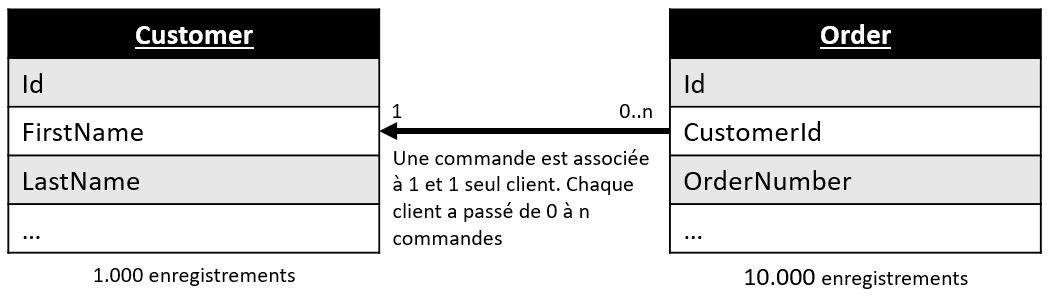 Customer
Id
FirstName
LastName
...
1.000 enregistrements
1
0..n
Une commande est associée
à 1 et 1 seul client. Chaque
client a passé de 0 à n
commandes
Order
Id
CustomerId
OrderNumber
...
10.000 enregistrements